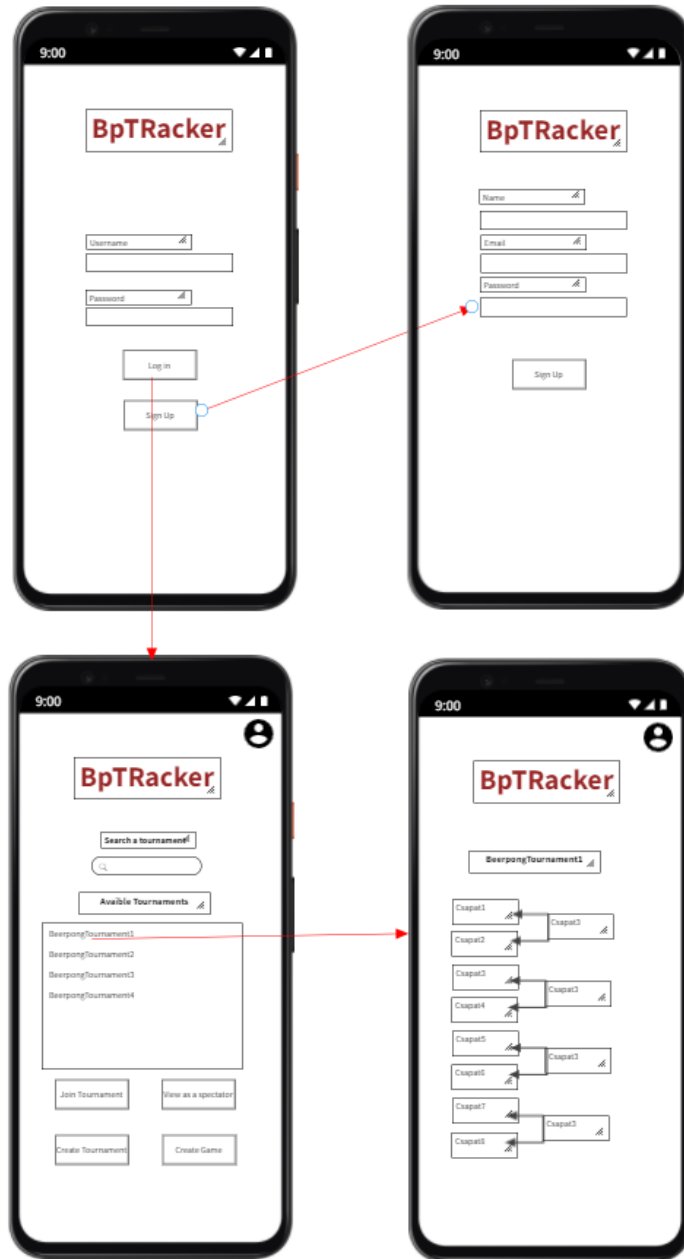 9:00
BpTRacker
Username
Password
Log in
Sign Up
9:00
BpTRacker
Name
Email
Password
Sign Up
9:00
BpTRacker
Search a tournament
Avaible Tournaments
BeerpongTournament1
BeerpongTournament2
BeerpongTournament3
BeerpongTournament4
Join Tournament
View as a spectator
Create Tournament
Create Game
9:00
BpTRacker
BeerpongTournament1
Csapat1
Csapat3
Csapat2
Csapat3
Csapat3
Csapat4
Csapat5
Csapat3
Csapat6
Csapat7
Csapat3
Csapat8